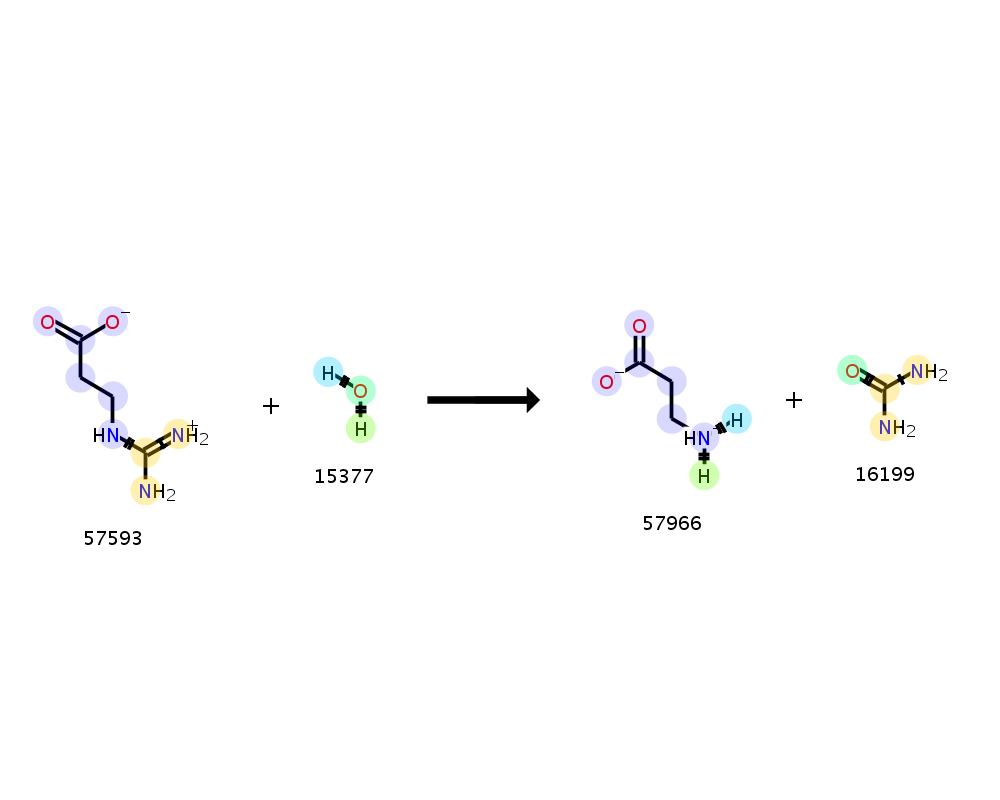 O O−
HN NH2+
NH2
57593
+
H
O
H
15377
O
O−
HN H
H
57966
+
O NH2
NH2
16199